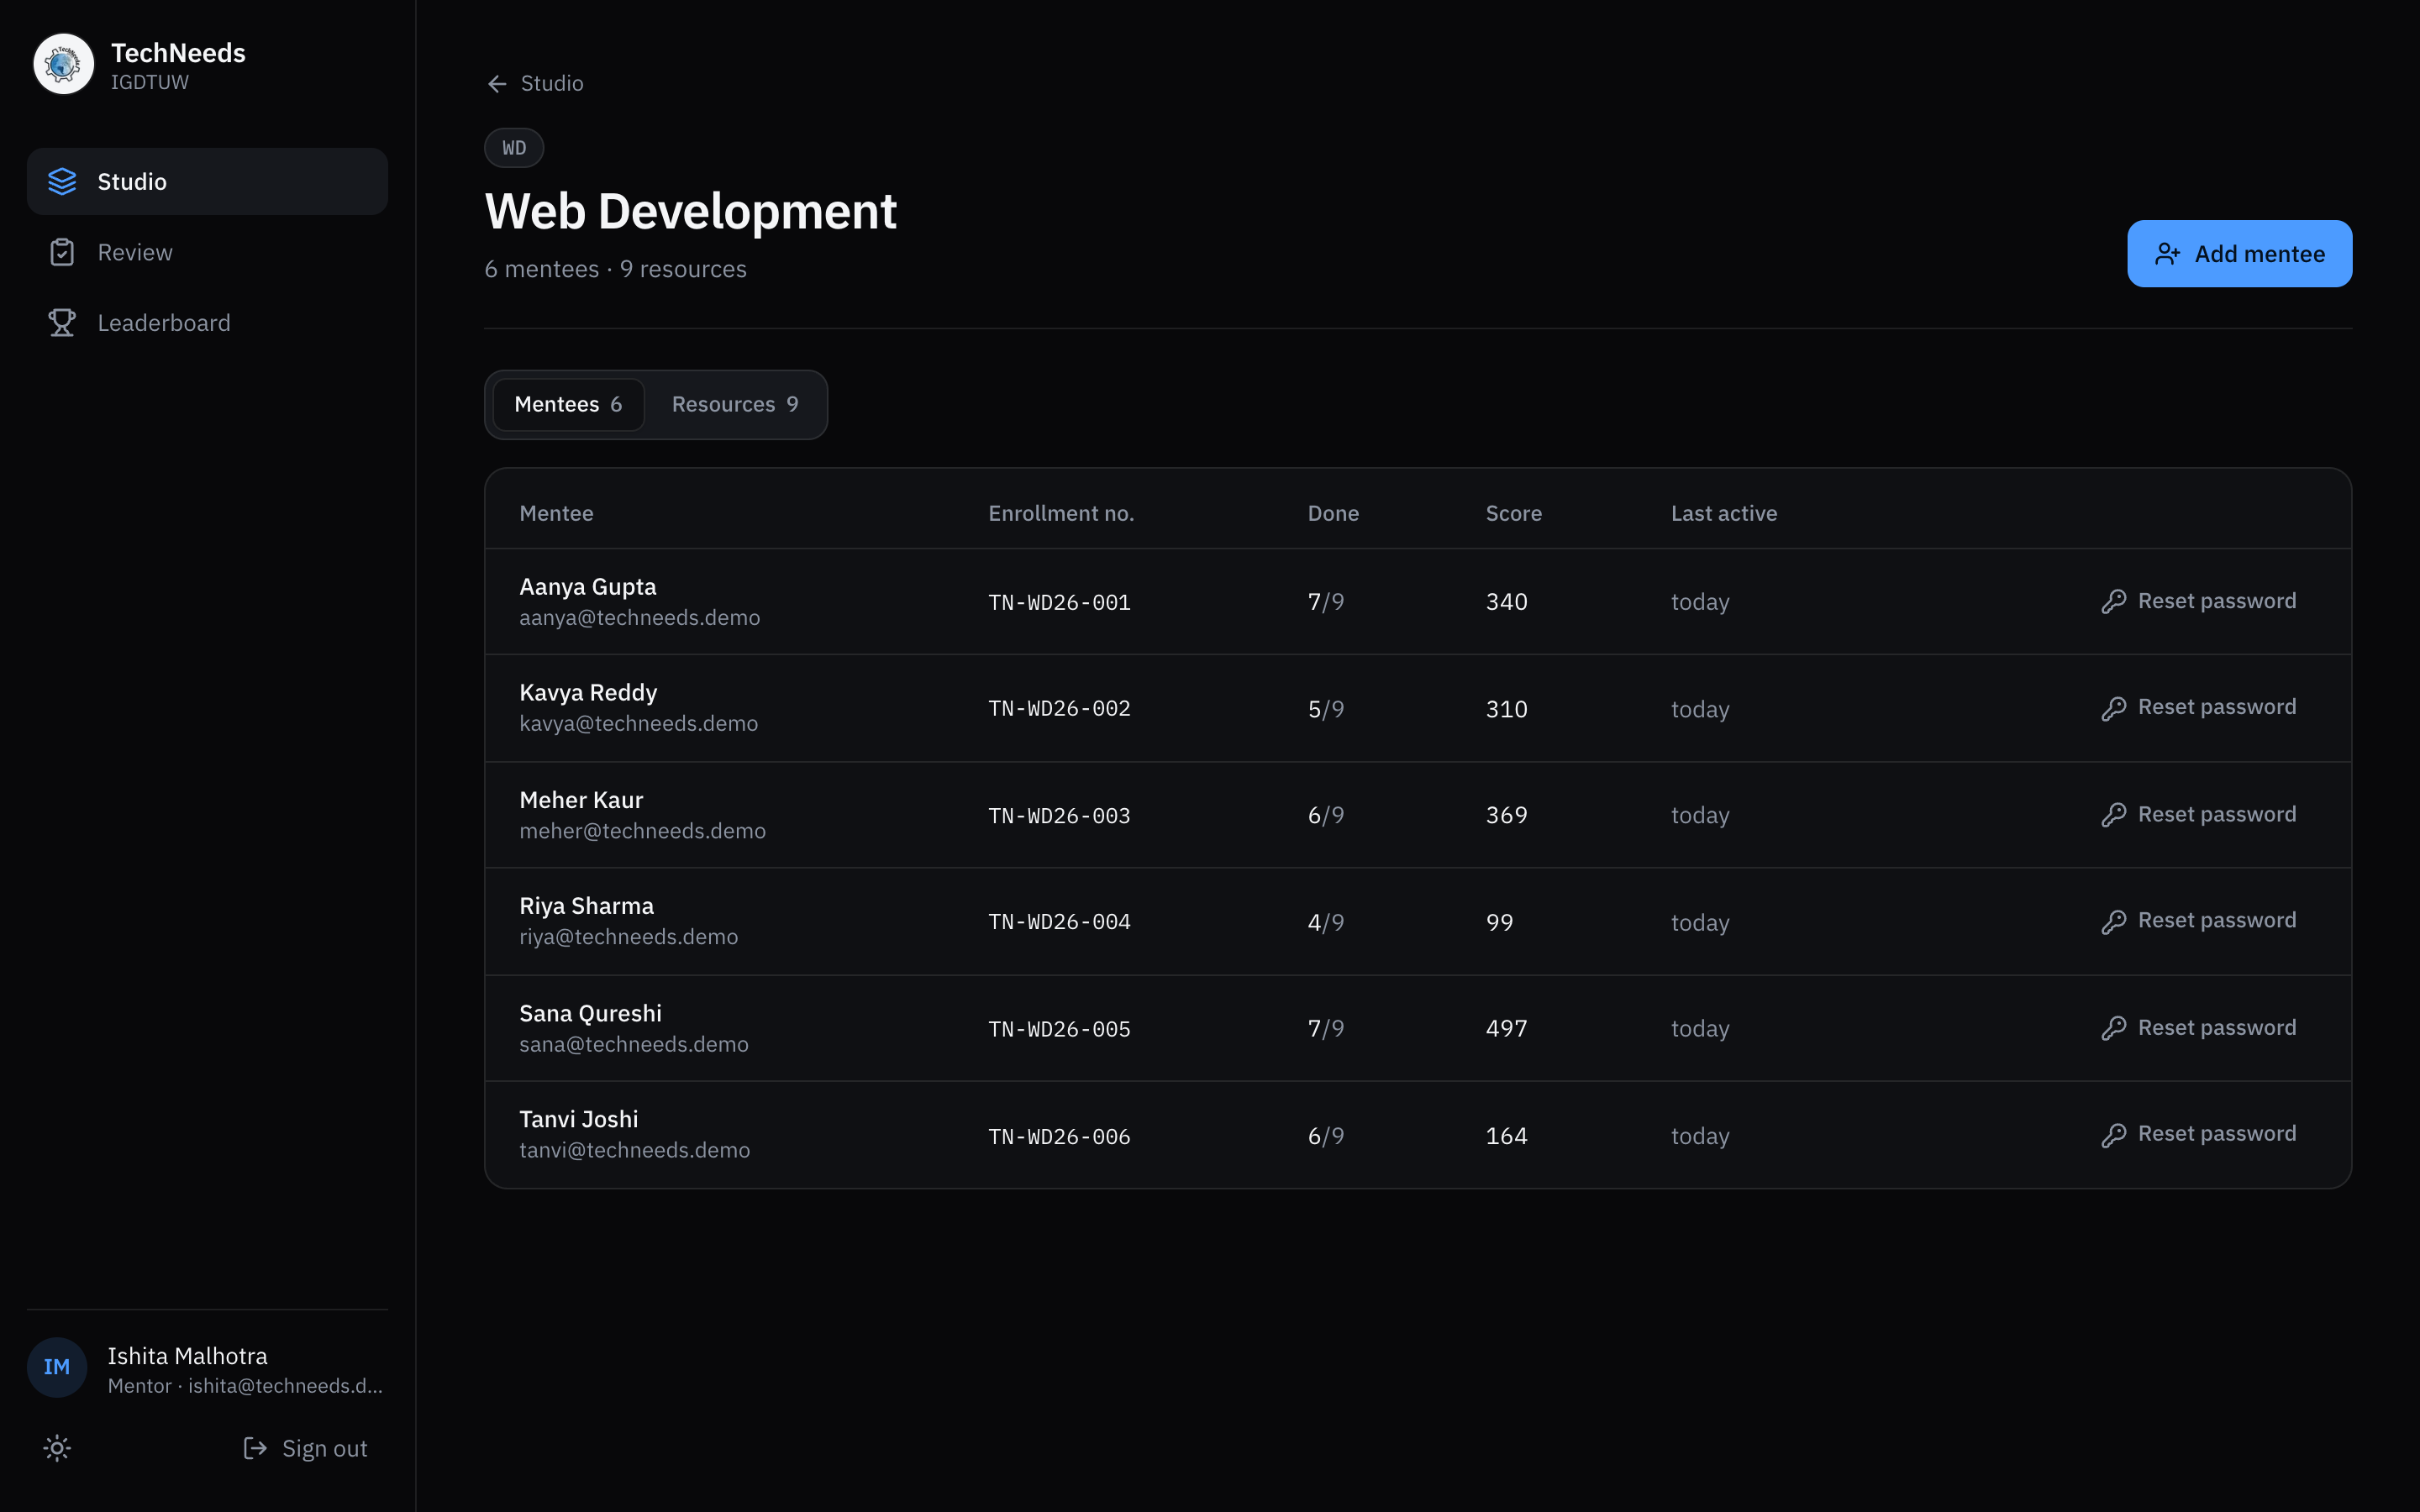 TechNeeds
IGDTUW
Studio
Review
Leaderboard
Ishita Malhotra
Mentor · ishita@techneeds.d...
Sign out
Studio
WD
Web Development
6 mentees · 9 resources
Add mentee
Mentees 6 Resources 9
Mentee Enrollment no. Done Score Last active
Aanya Gupta
aanya@techneeds.demo
TN-WD26-001 7/9 340 today Reset password
Kavya Reddy
kavya@techneeds.demo
TN-WD26-002 5/9 310 today Reset password
Meher Kaur
meher@techneeds.demo
TN-WD26-003 6/9 369 today Reset password
Riya Sharma
riya@techneeds.demo
TN-WD26-004 4/9 99 today Reset password
Sana Qureshi
sana@techneeds.demo
TN-WD26-005 7/9 497 today Reset password
Tanvi Joshi
tanvi@techneeds.demo
TN-WD26-006 6/9 164 today Reset password
IM
TechNeeds